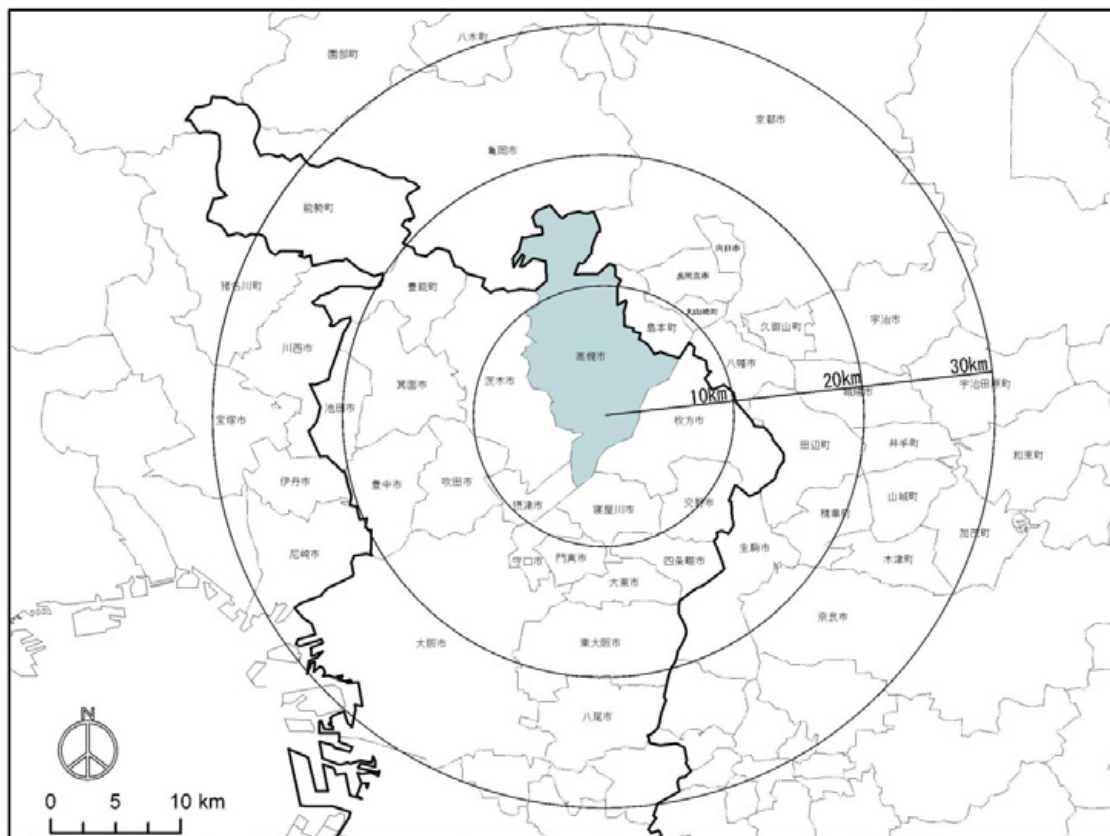 八木町
園部町
京都市
亀岡市
能勢町
向日市
長岡京市
猪名川町
豊能町
大山崎町
島本町
久御山町
宇治市
川西市
高槻市
八幡市
30km
茨木市
箕面市
20km
宇治田原町
10km
城陽市
池田市
宝塚市
枚方市
田辺町
井手町
和束町
伊丹市
豊中市
吹田市
山城町
摂津市
寝屋川市
交野市
精華町
加茂町
尼崎市
守口市
門真市
四条畷市
生駒市
木津町
大東市
奈良市
大阪市
東大阪市
八尾市
N
0 5 10 km